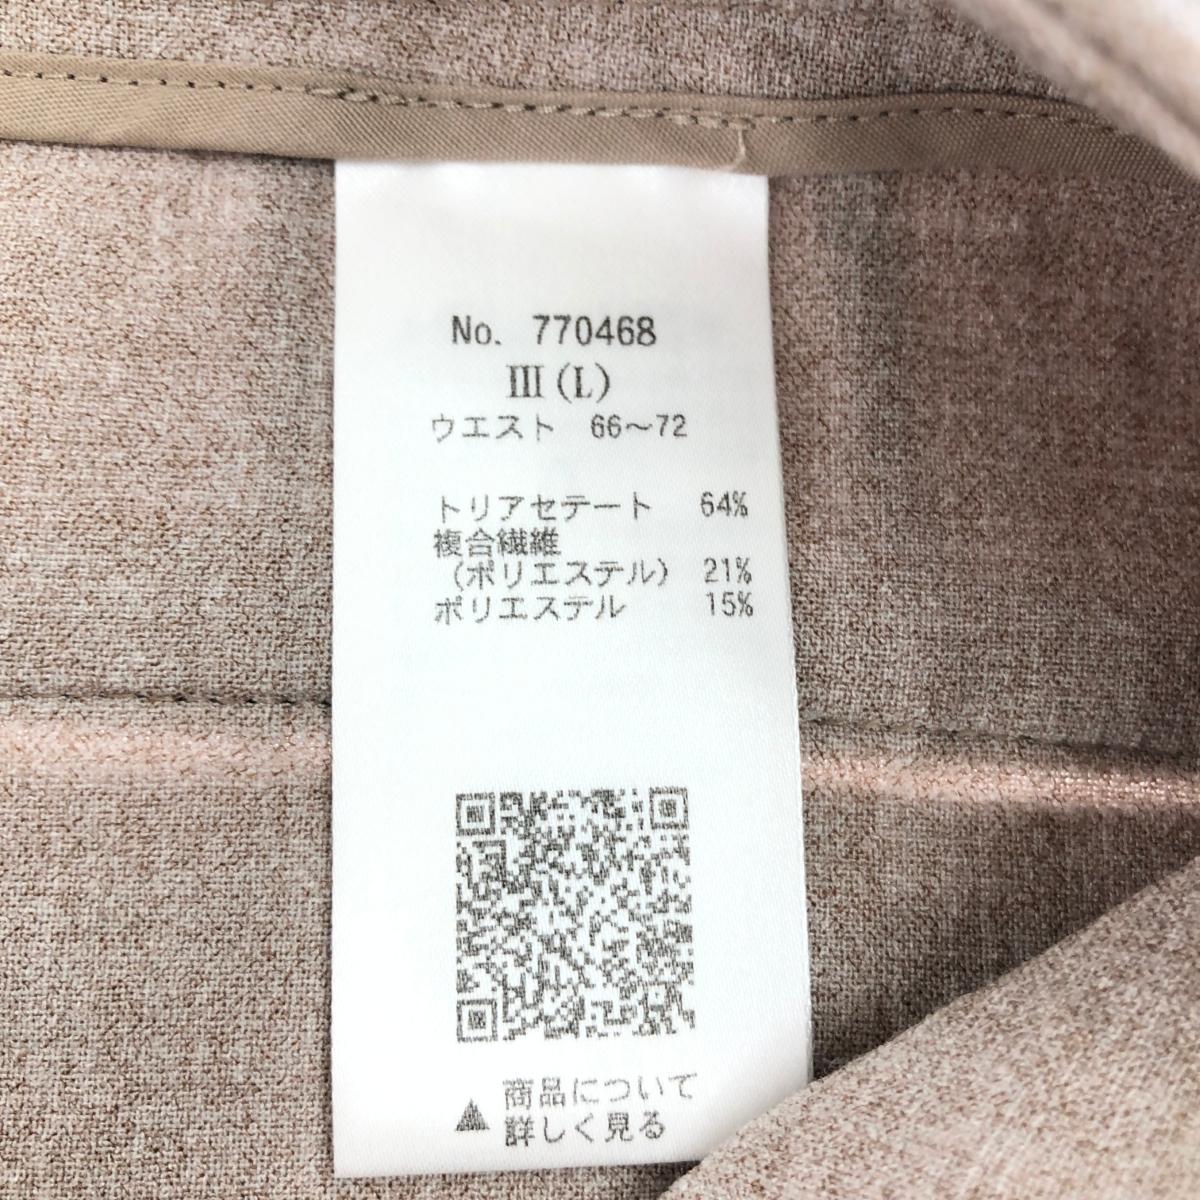 No. 770468
III(L)
ウエスト 66~72
トリアセテート 64%
複合繊維
(ポリエステル) 21%
ポリエステル 15%
▲ 商品について
詳しく見る